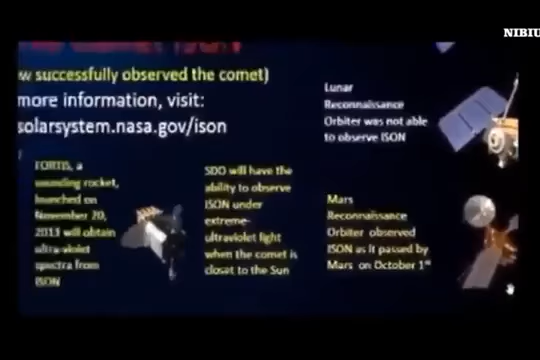 NIBIU
Comet ISON
w successfully observed the comet)
more information, visit:
solarsystem.nasa.gov/ison
Lunar
Reconnaissance
Orbiter was not able
to observe ISON
FORTIS, a
sounding rocket,
launched on
November 20,
2013 will obtain
ultra-violet
spectra from
ISON
SDO will have the
ability to observe
ISON under
extreme-
ultraviolet light
when the comet is
closet to the Sun
Mars
Reconnaissance
Orbiter observed
ISON as it passed by
Mars on October 1st